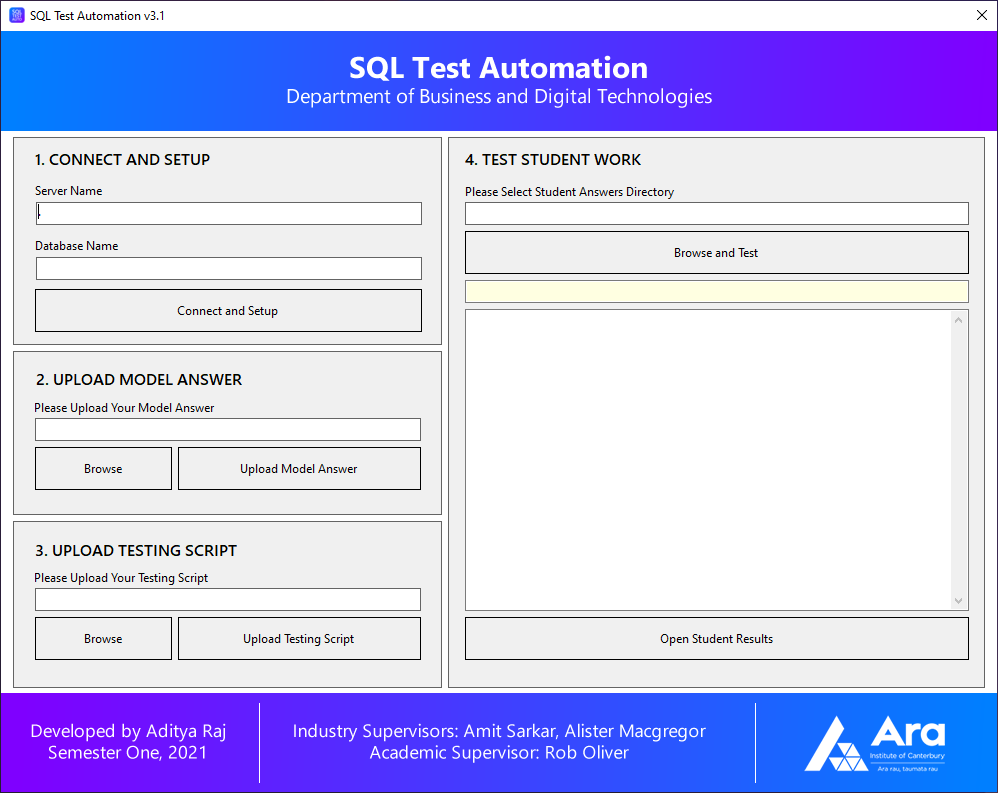 SQL Test Automation v3.1
SQL Test Automation
Department of Business and Digital Technologies
1. CONNECT AND SETUP
Server Name
.
Database Name
Connect and Setup
2. UPLOAD MODEL ANSWER
Please Upload Your Model Answer
Browse
Upload Model Answer
3. UPLOAD TESTING SCRIPT
Please Upload Your Testing Script
Browse
Upload Testing Script
4. TEST STUDENT WORK
Please Select Student Answers Directory
Browse and Test
Open Student Results
Developed by Aditya Raj
Semester One, 2021
Industry Supervisors: Amit Sarkar, Alister Macgregor
Academic Supervisor: Rob Oliver
Ara
Institute of Canterbury
Ara rau, taumata rau